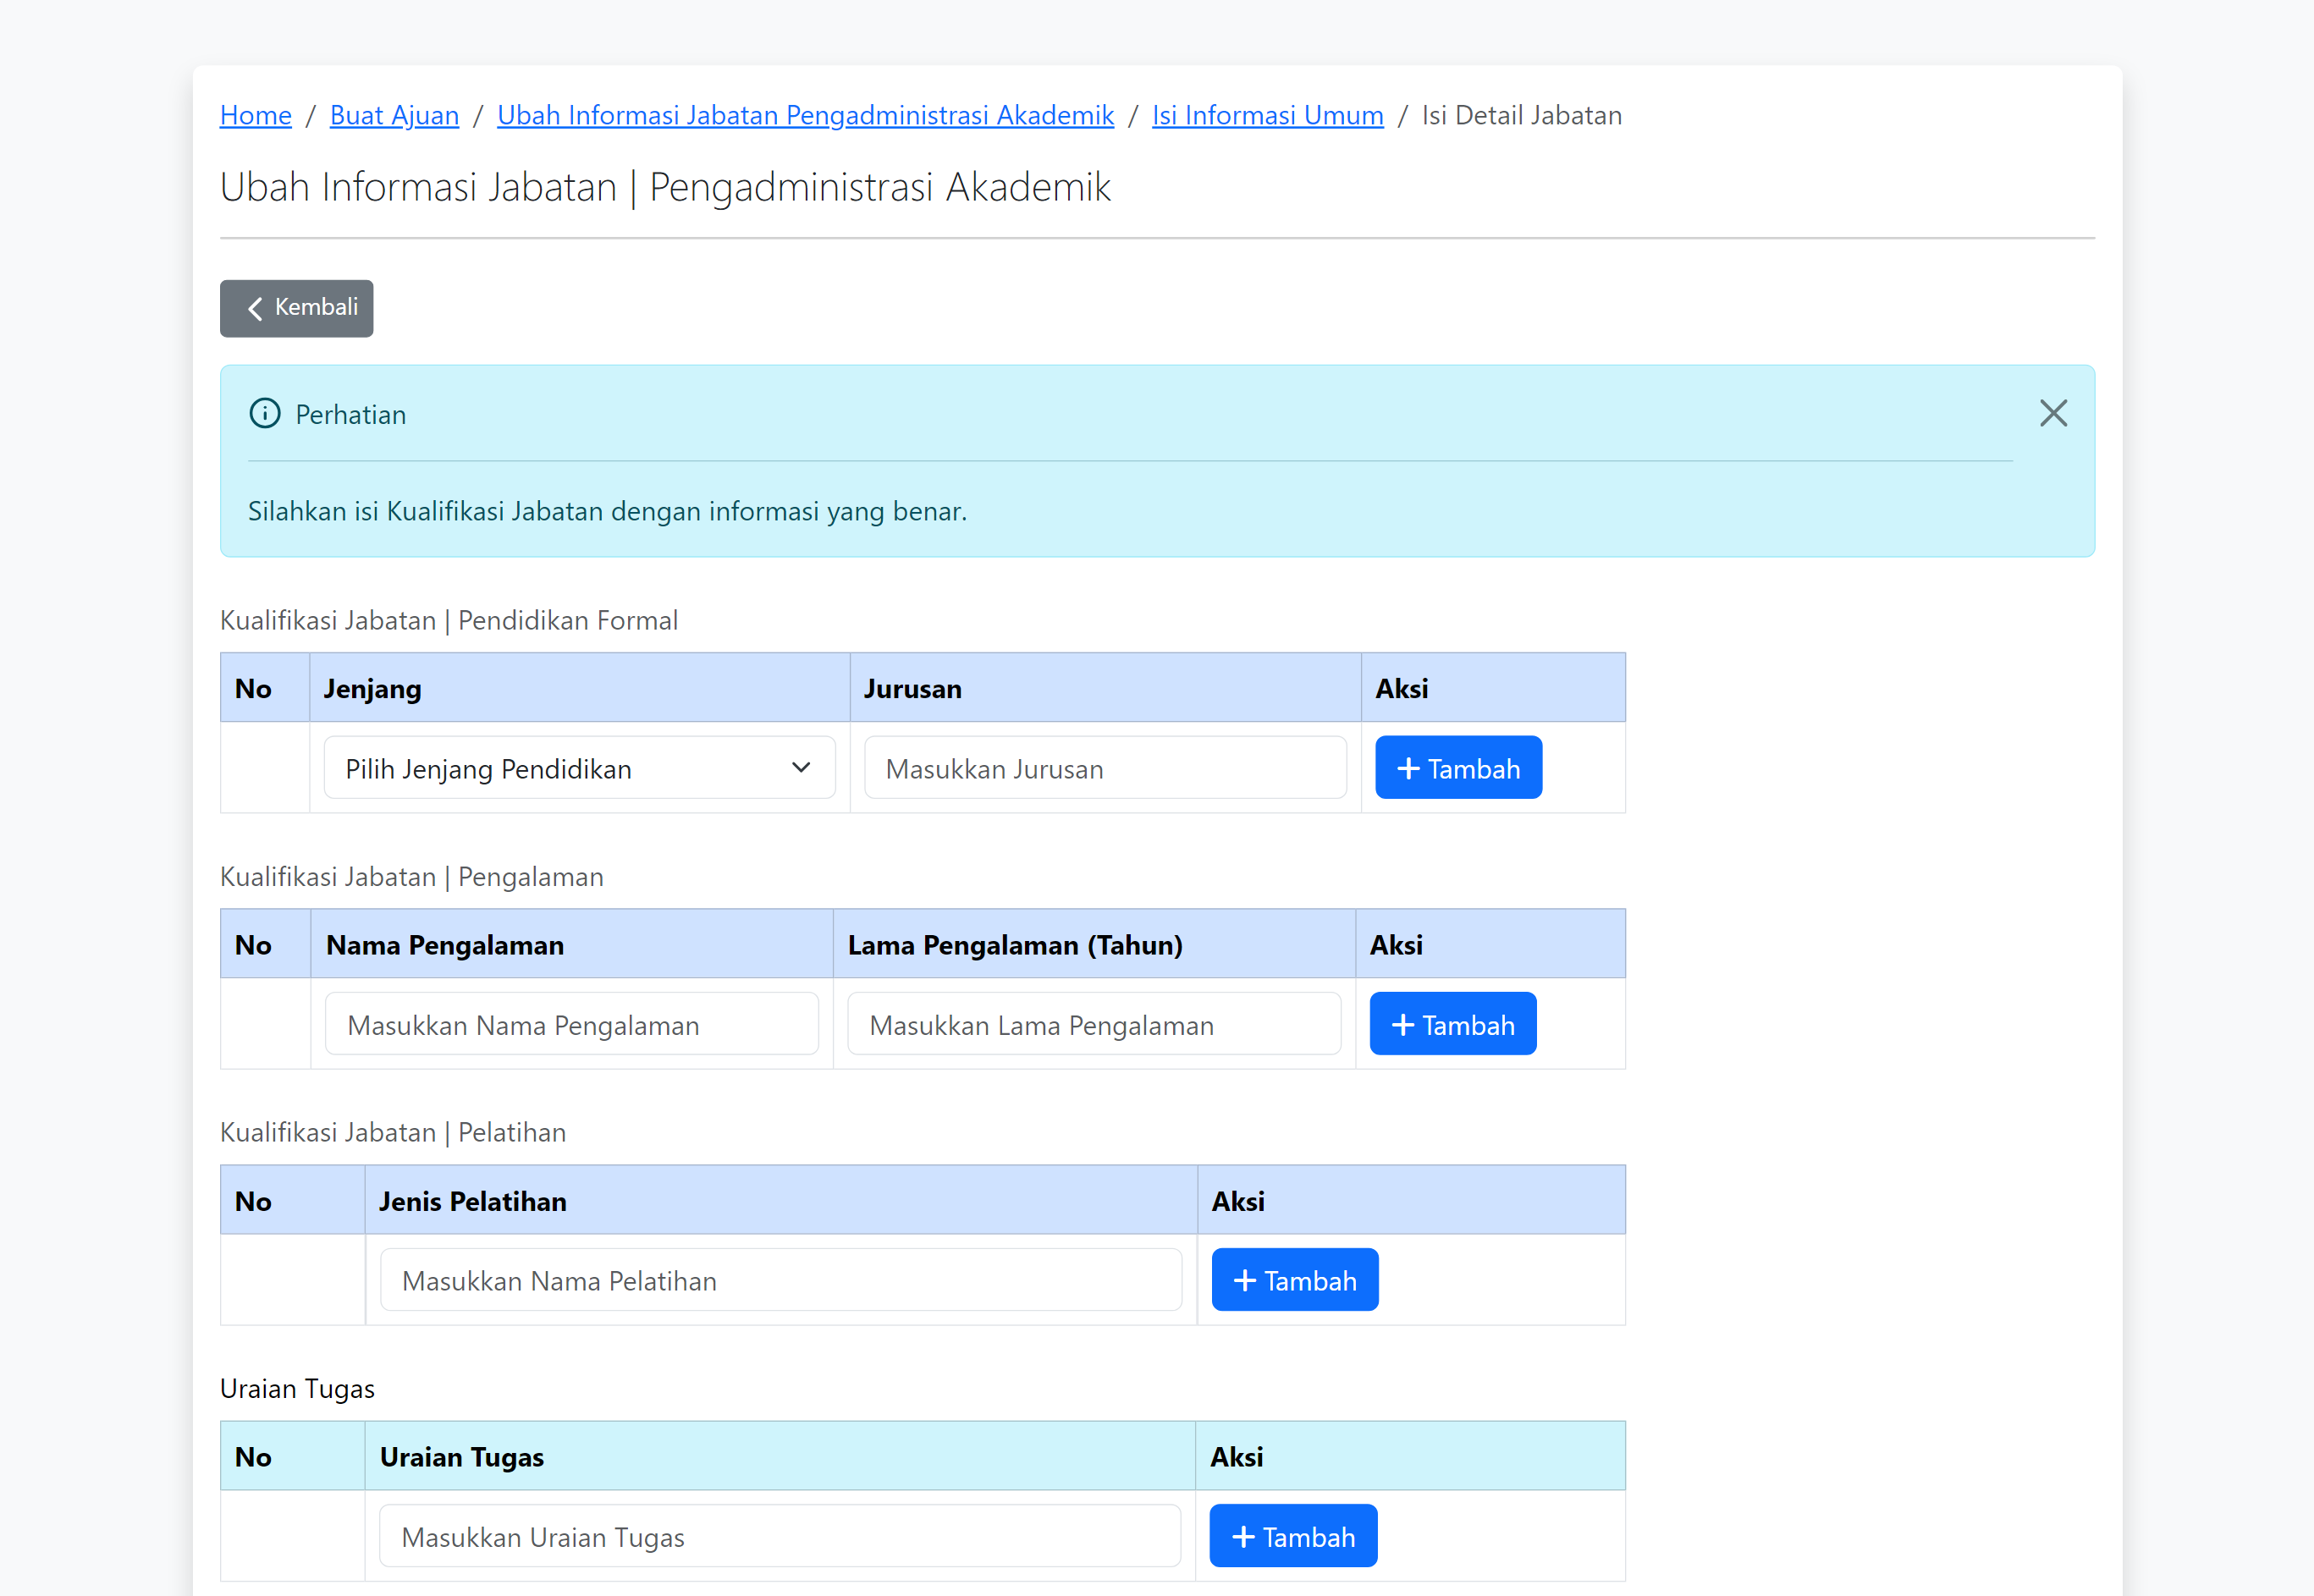 Home / Buat Ajuan / Ubah Informasi Jabatan Pengadministrasi Akademik / Isi Informasi Umum / Isi Detail Jabatan
Ubah Informasi Jabatan | Pengadministrasi Akademik
Kembali
Perhatian
Silahkan isi Kualifikasi Jabatan dengan informasi yang benar.
Kualifikasi Jabatan | Pendidikan Formal
No Jenjang Jurusan Aksi
Pilih Jenjang Pendidikan Masukkan Jurusan + Tambah
Kualifikasi Jabatan | Pengalaman
No Nama Pengalaman Lama Pengalaman (Tahun) Aksi
Masukkan Nama Pengalaman Masukkan Lama Pengalaman + Tambah
Kualifikasi Jabatan | Pelatihan
No Jenis Pelatihan Aksi
Masukkan Nama Pelatihan + Tambah
Uraian Tugas
No Uraian Tugas Aksi
Masukkan Uraian Tugas + Tambah